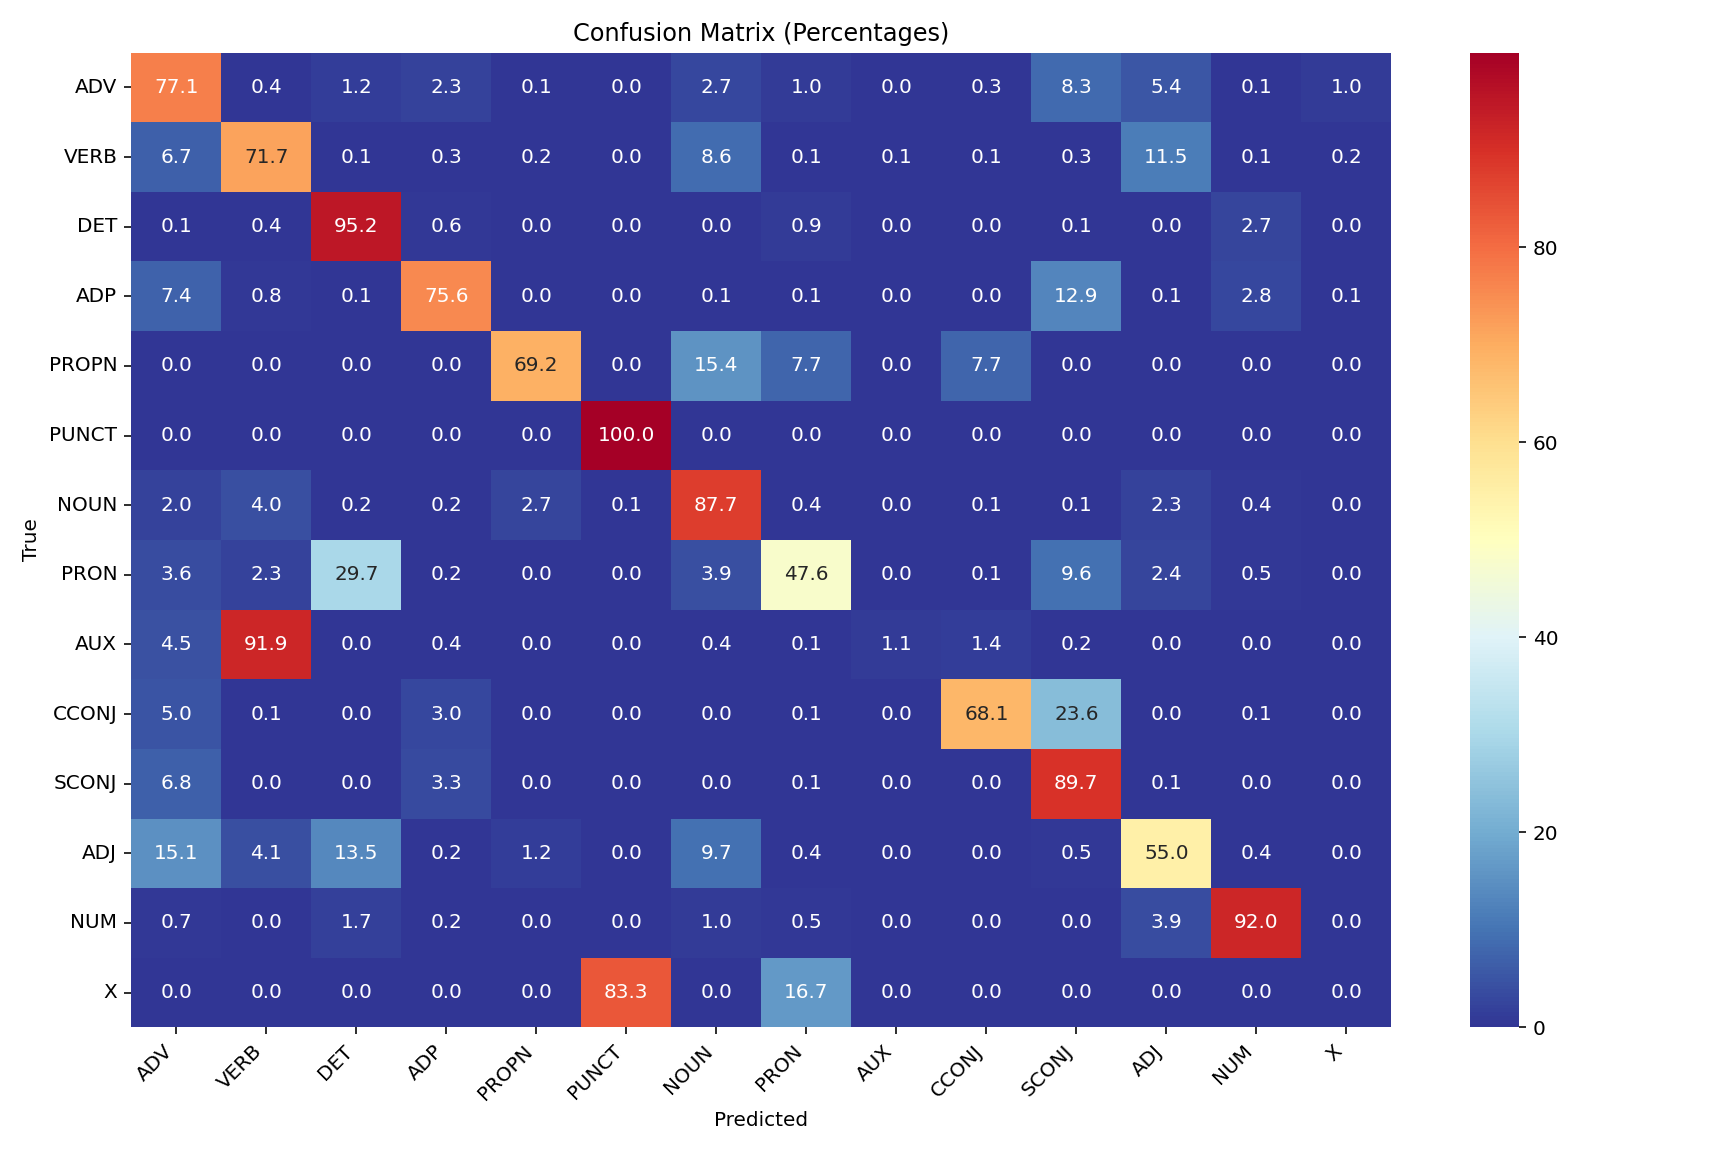 Confusion Matrix (Percentages)
ADV 77.1 0.4 1.2 2.3 0.1 0.0 2.7 1.0 0.0 0.3 8.3 5.4 0.1 1.0
VERB 6.7 71.7 0.1 0.3 0.2 0.0 8.6 0.1 0.1 0.1 0.3 11.5 0.1 0.2
DET 0.1 0.4 95.2 0.6 0.0 0.0 0.0 0.9 0.0 0.0 0.1 0.0 2.7 0.0
ADP 7.4 0.8 0.1 75.6 0.0 0.0 0.1 0.1 0.0 0.0 12.9 0.1 2.8 0.1
PROPN 0.0 0.0 0.0 0.0 69.2 0.0 15.4 7.7 0.0 7.7 0.0 0.0 0.0 0.0
PUNCT 0.0 0.0 0.0 0.0 0.0 100.0 0.0 0.0 0.0 0.0 0.0 0.0 0.0 0.0
NOUN 2.0 4.0 0.2 0.2 2.7 0.1 87.7 0.4 0.0 0.1 0.1 2.3 0.4 0.0
PRON 3.6 2.3 29.7 0.2 0.0 0.0 3.9 47.6 0.0 0.1 9.6 2.4 0.5 0.0
AUX 4.5 91.9 0.0 0.4 0.0 0.0 0.4 0.1 1.1 1.4 0.2 0.0 0.0 0.0
CCONJ 5.0 0.1 0.0 3.0 0.0 0.0 0.0 0.1 0.0 68.1 23.6 0.0 0.1 0.0
SCONJ 6.8 0.0 0.0 3.3 0.0 0.0 0.0 0.1 0.0 0.0 89.7 0.1 0.0 0.0
ADJ 15.1 4.1 13.5 0.2 1.2 0.0 9.7 0.4 0.0 0.0 0.5 55.0 0.4 0.0
NUM 0.7 0.0 1.7 0.2 0.0 0.0 1.0 0.5 0.0 0.0 0.0 3.9 92.0 0.0
X 0.0 0.0 0.0 0.0 0.0 83.3 0.0 16.7 0.0 0.0 0.0 0.0 0.0 0.0
True
ADV VERB DET ADP PROPN PUNCT NOUN PRON AUX CCONJ SCONJ ADJ NUM X
Predicted
80
60
40
20
0